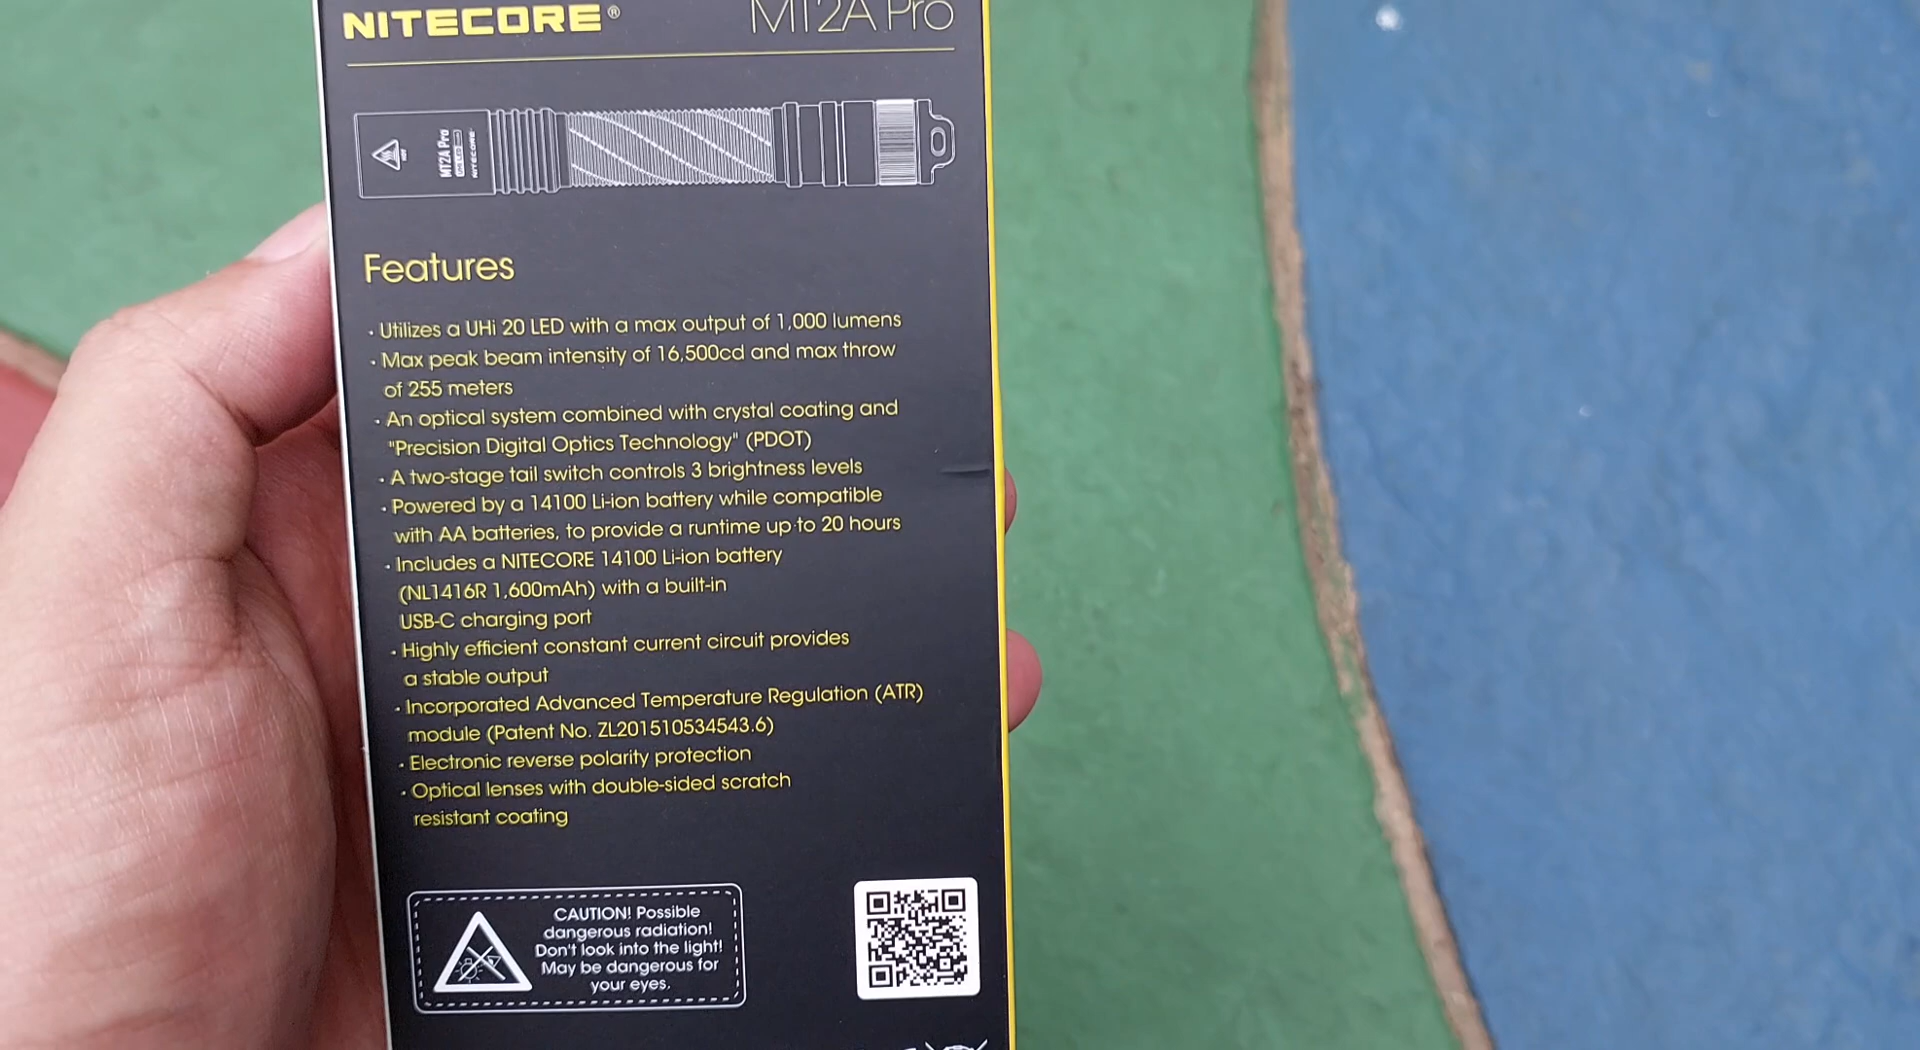 NITECORE®
MT2A Pro
MT2A Pro
NITECORE
Features
· Utilizes a UHi 20 LED with a max output of 1,000 lumens
· Max peak beam intensity of 16,500cd and max throw
of 255 meters
· An optical system combined with crystal coating and
"Precision Digital Optics Technology" (PDOT)
· A two-stage tail switch controls 3 brightness levels
· Powered by a 14100 Li-ion battery while compatible
with AA batteries, to provide a runtime up to 20 hours
· Includes a NITECORE 14100 Li-ion battery
(NL1416R 1,600mAh) with a built-in
USB-C charging port
· Highly efficient constant current circuit provides
a stable output
· Incorporated Advanced Temperature Regulation (ATR)
module (Patent No. ZL201510534543.6)
· Electronic reverse polarity protection
· Optical lenses with double-sided scratch
resistant coating
CAUTION! Possible
dangerous radiation!
Don't look into the light!
May be dangerous for
your eyes.